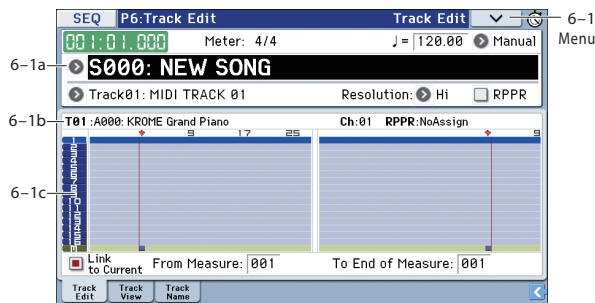 SEQ P6:Track Edit Track Edit 6–1 Menu
001:01.000 Meter: 4/4 ♩= 120.00 Manual
6–1a S000: NEW SONG
Track01: MIDI TRACK 01 Resolution: Hi RPPR
6–1b T01 :A000: KROME Grand Piano Ch:01 RPPR:NoAssign
9 17 25 9
6–1c
Link to Current From Measure: 001 To End of Measure: 001
Track Edit Track View Track Name